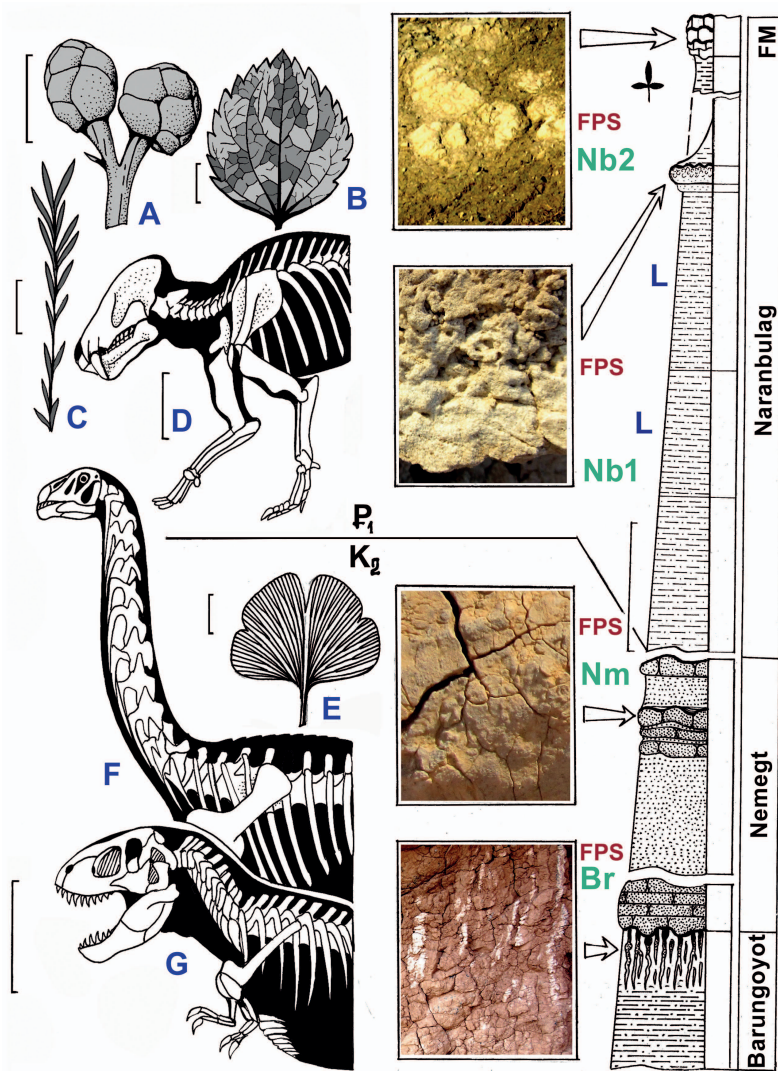 A
B
C
D
P₁
K₂
E
F
G
FPS
Nb2
FPS
Nb1
FPS
Nm
FPS
Br
L
L
FM
Naranbulag
Nemegt
Barungoyot